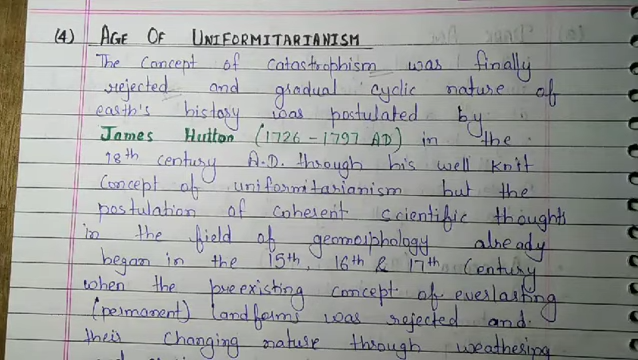 (4) AGE OF UNIFORMITARIANISM
The concept of catastrophism was finally
rejected and gradual cyclic nature of
earth's history was postulated by
James Hutton (1726-1797 AD) in the
18th century A.D. through his well knit
concept of uniformitarianism but the
postulation of coherent scientific thoughts
in the field of geomorphology already
began in the 15th, 16th & 17th Century
when the preexisting concept of everlasting
(permanent) landforms was rejected and
their changing nature through weathering